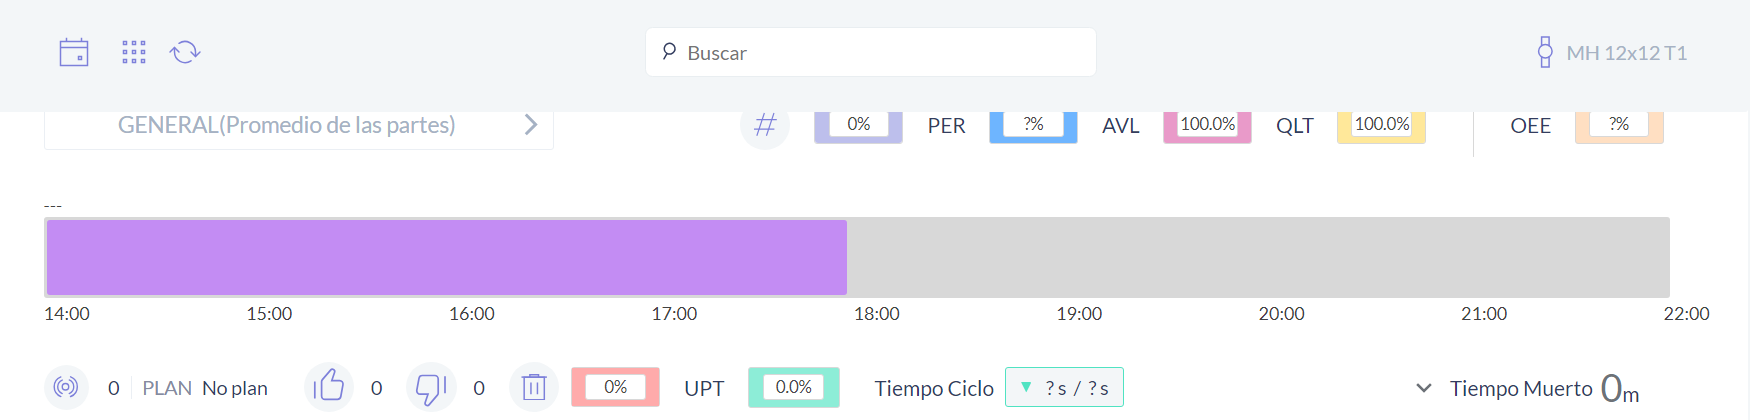 Buscar MH 12x12 T1
GENERAL(Promedio de las partes) # 0% PER ?% AVL 100.0% QLT 100.0% OEE ?%
---
14:00 15:00 16:00 17:00 18:00 19:00 20:00 21:00 22:00
0 PLAN No plan 0 0 0% UPT 0.0% Tiempo Ciclo ▼ ? s / ? s Tiempo Muerto 0m